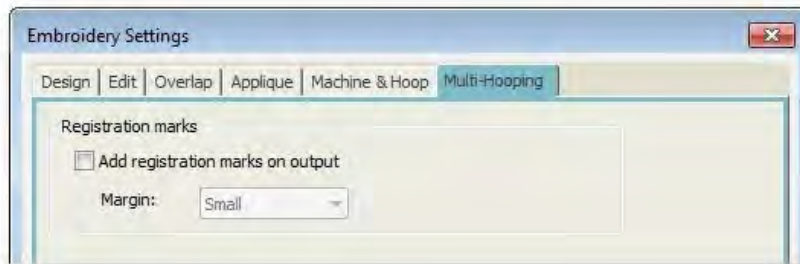 Embroidery Settings
Design Edit Overlap Applique Machine & Hoop Multi-Hooping
Registration marks
Add registration marks on output
Margin: Small